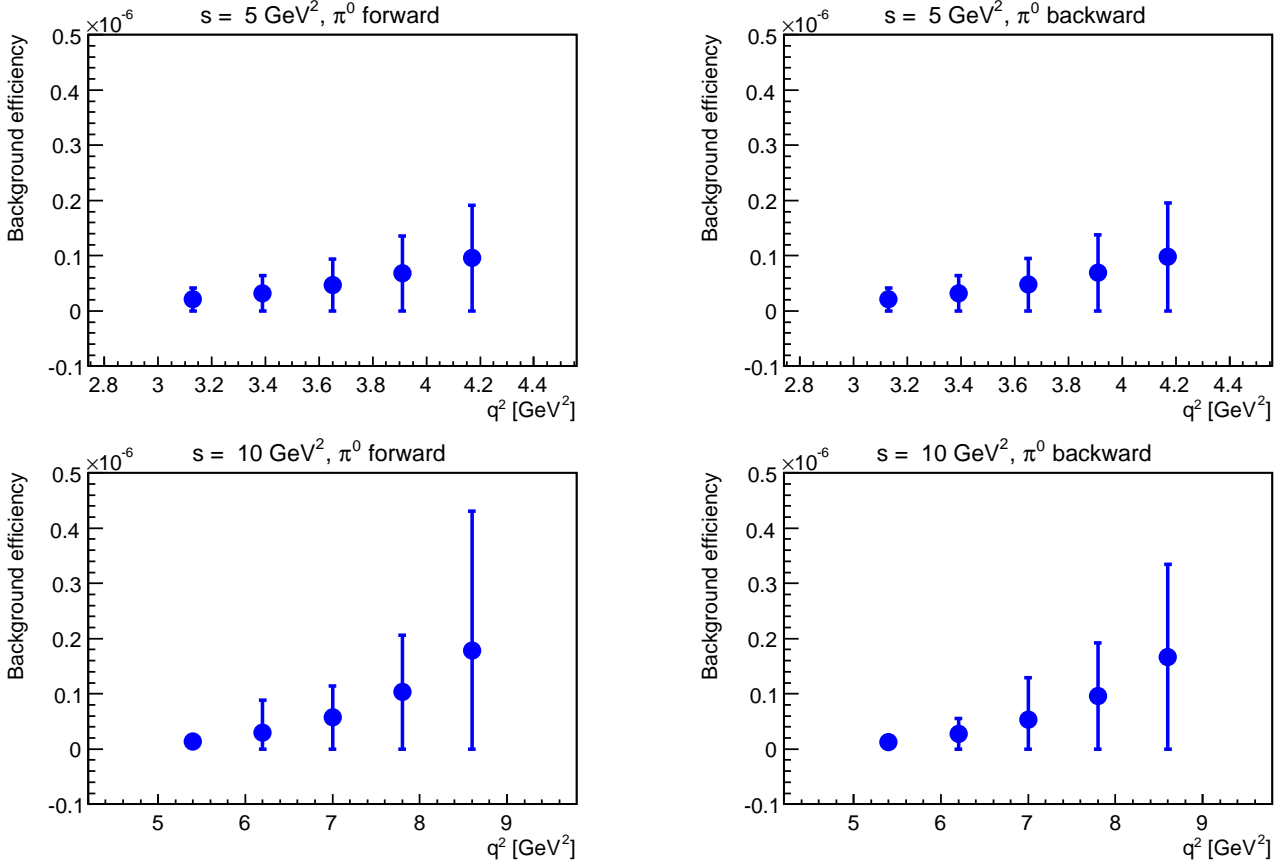 s = 5 GeV², π⁰ forward
×10⁻⁶
Background efficiency
0.5
0.4
0.3
0.2
0.1
0
-0.1
2.8 3 3.2 3.4 3.6 3.8 4 4.2 4.4
q² [GeV²]
s = 5 GeV², π⁰ backward
×10⁻⁶
Background efficiency
0.5
0.4
0.3
0.2
0.1
0
-0.1
2.8 3 3.2 3.4 3.6 3.8 4 4.2 4.4
q² [GeV²]
s = 10 GeV², π⁰ forward
×10⁻⁶
Background efficiency
0.5
0.4
0.3
0.2
0.1
0
-0.1
5 6 7 8 9
q² [GeV²]
s = 10 GeV², π⁰ backward
×10⁻⁶
Background efficiency
0.5
0.4
0.3
0.2
0.1
0
-0.1
5 6 7 8 9
q² [GeV²]